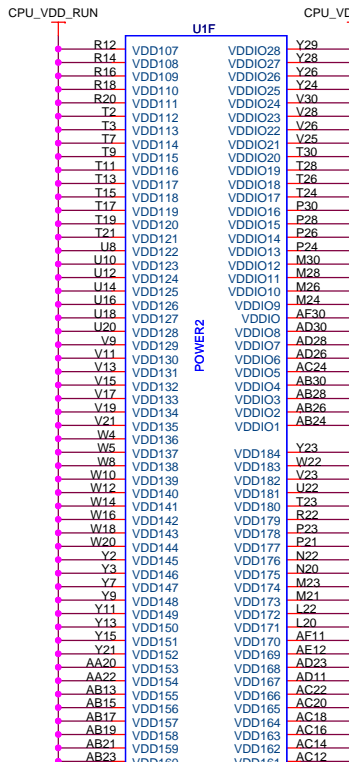 CPU_VDD_RUN CPU_VD
U1F
R12 VDD107 VDDIO28 Y29
R14 VDD108 VDDIO27 Y28
R16 VDD109 VDDIO26 Y26
R18 VDD110 VDDIO25 Y24
R20 VDD111 VDDIO24 V30
T2 VDD112 VDDIO23 V28
T3 VDD113 VDDIO22 V26
T7 VDD114 VDDIO21 V25
T9 VDD115 VDDIO20 T30
T11 VDD116 VDDIO19 T28
T13 VDD117 VDDIO18 T26
T15 VDD118 VDDIO17 T24
T17 VDD119 VDDIO16 P30
T19 VDD120 VDDIO15 P28
T21 VDD121 VDDIO14 P26
U8 VDD122 VDDIO13 P24
U10 VDD123 VDDIO12 M30
U12 VDD124 VDDIO11 M28
U14 VDD125 VDDIO10 M26
U16 VDD126 VDDIO9 M24
U18 VDD127 VDDIO AF30
U20 VDD128 VDDIO8 AD30
V9 VDD129 VDDIO7 AD28
V11 VDD130 VDDIO6 AD26
V13 VDD131 VDDIO5 AC24
V15 VDD132 VDDIO4 AB30
V17 VDD133 VDDIO3 AB28
V19 VDD134 VDDIO2 AB26
V21 VDD135 VDDIO1 AB24
W4 VDD136
W5 VDD137 VDD184 Y23
W8 VDD138 VDD183 W22
W10 VDD139 VDD182 V23
W12 VDD140 VDD181 U22
W14 VDD141 VDD180 T23
W16 VDD142 VDD179 R22
W18 VDD143 VDD178 P23
W20 VDD144 VDD177 P21
Y2 VDD145 VDD176 N22
Y3 VDD146 VDD175 N20
Y7 VDD147 VDD174 M23
Y9 VDD148 VDD173 M21
Y11 VDD149 VDD172 L22
Y13 VDD150 VDD171 L20
Y15 VDD151 VDD170 AF11
Y21 VDD152 VDD169 AE12
AA20 VDD153 VDD168 AD23
AA22 VDD154 VDD167 AD11
AB13 VDD155 VDD166 AC22
AB15 VDD156 VDD165 AC20
AB17 VDD157 VDD164 AC18
AB19 VDD158 VDD163 AC16
AB21 VDD159 VDD162 AC14
AB23 VDD160 VDD161 AC12
POWER2